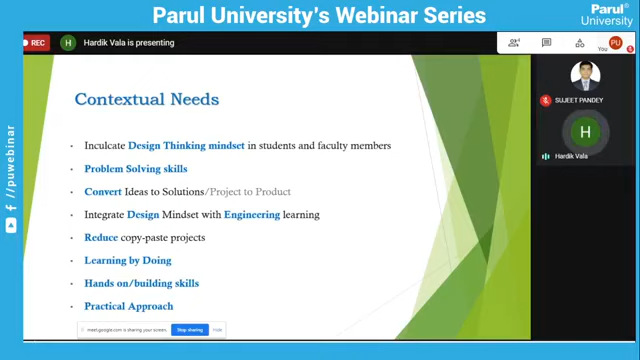 Parul University's Webinar Series
Parul®
University
REC
H
Hardik Vala is presenting
You
PU
Contextual Needs
• Inculcate Design Thinking mindset in students and faculty members
• Problem Solving skills
• Convert Ideas to Solutions/Project to Product
• Integrate Design Mindset with Engineering learning
• Reduce copy-paste projects
• Learning by Doing
• Hands on/building skills
• Practical Approach
SUJEET PANDEY
H
Hardik Vala
f //puwebinar
meet.google.com is sharing your screen.
Stop sharing
Hide